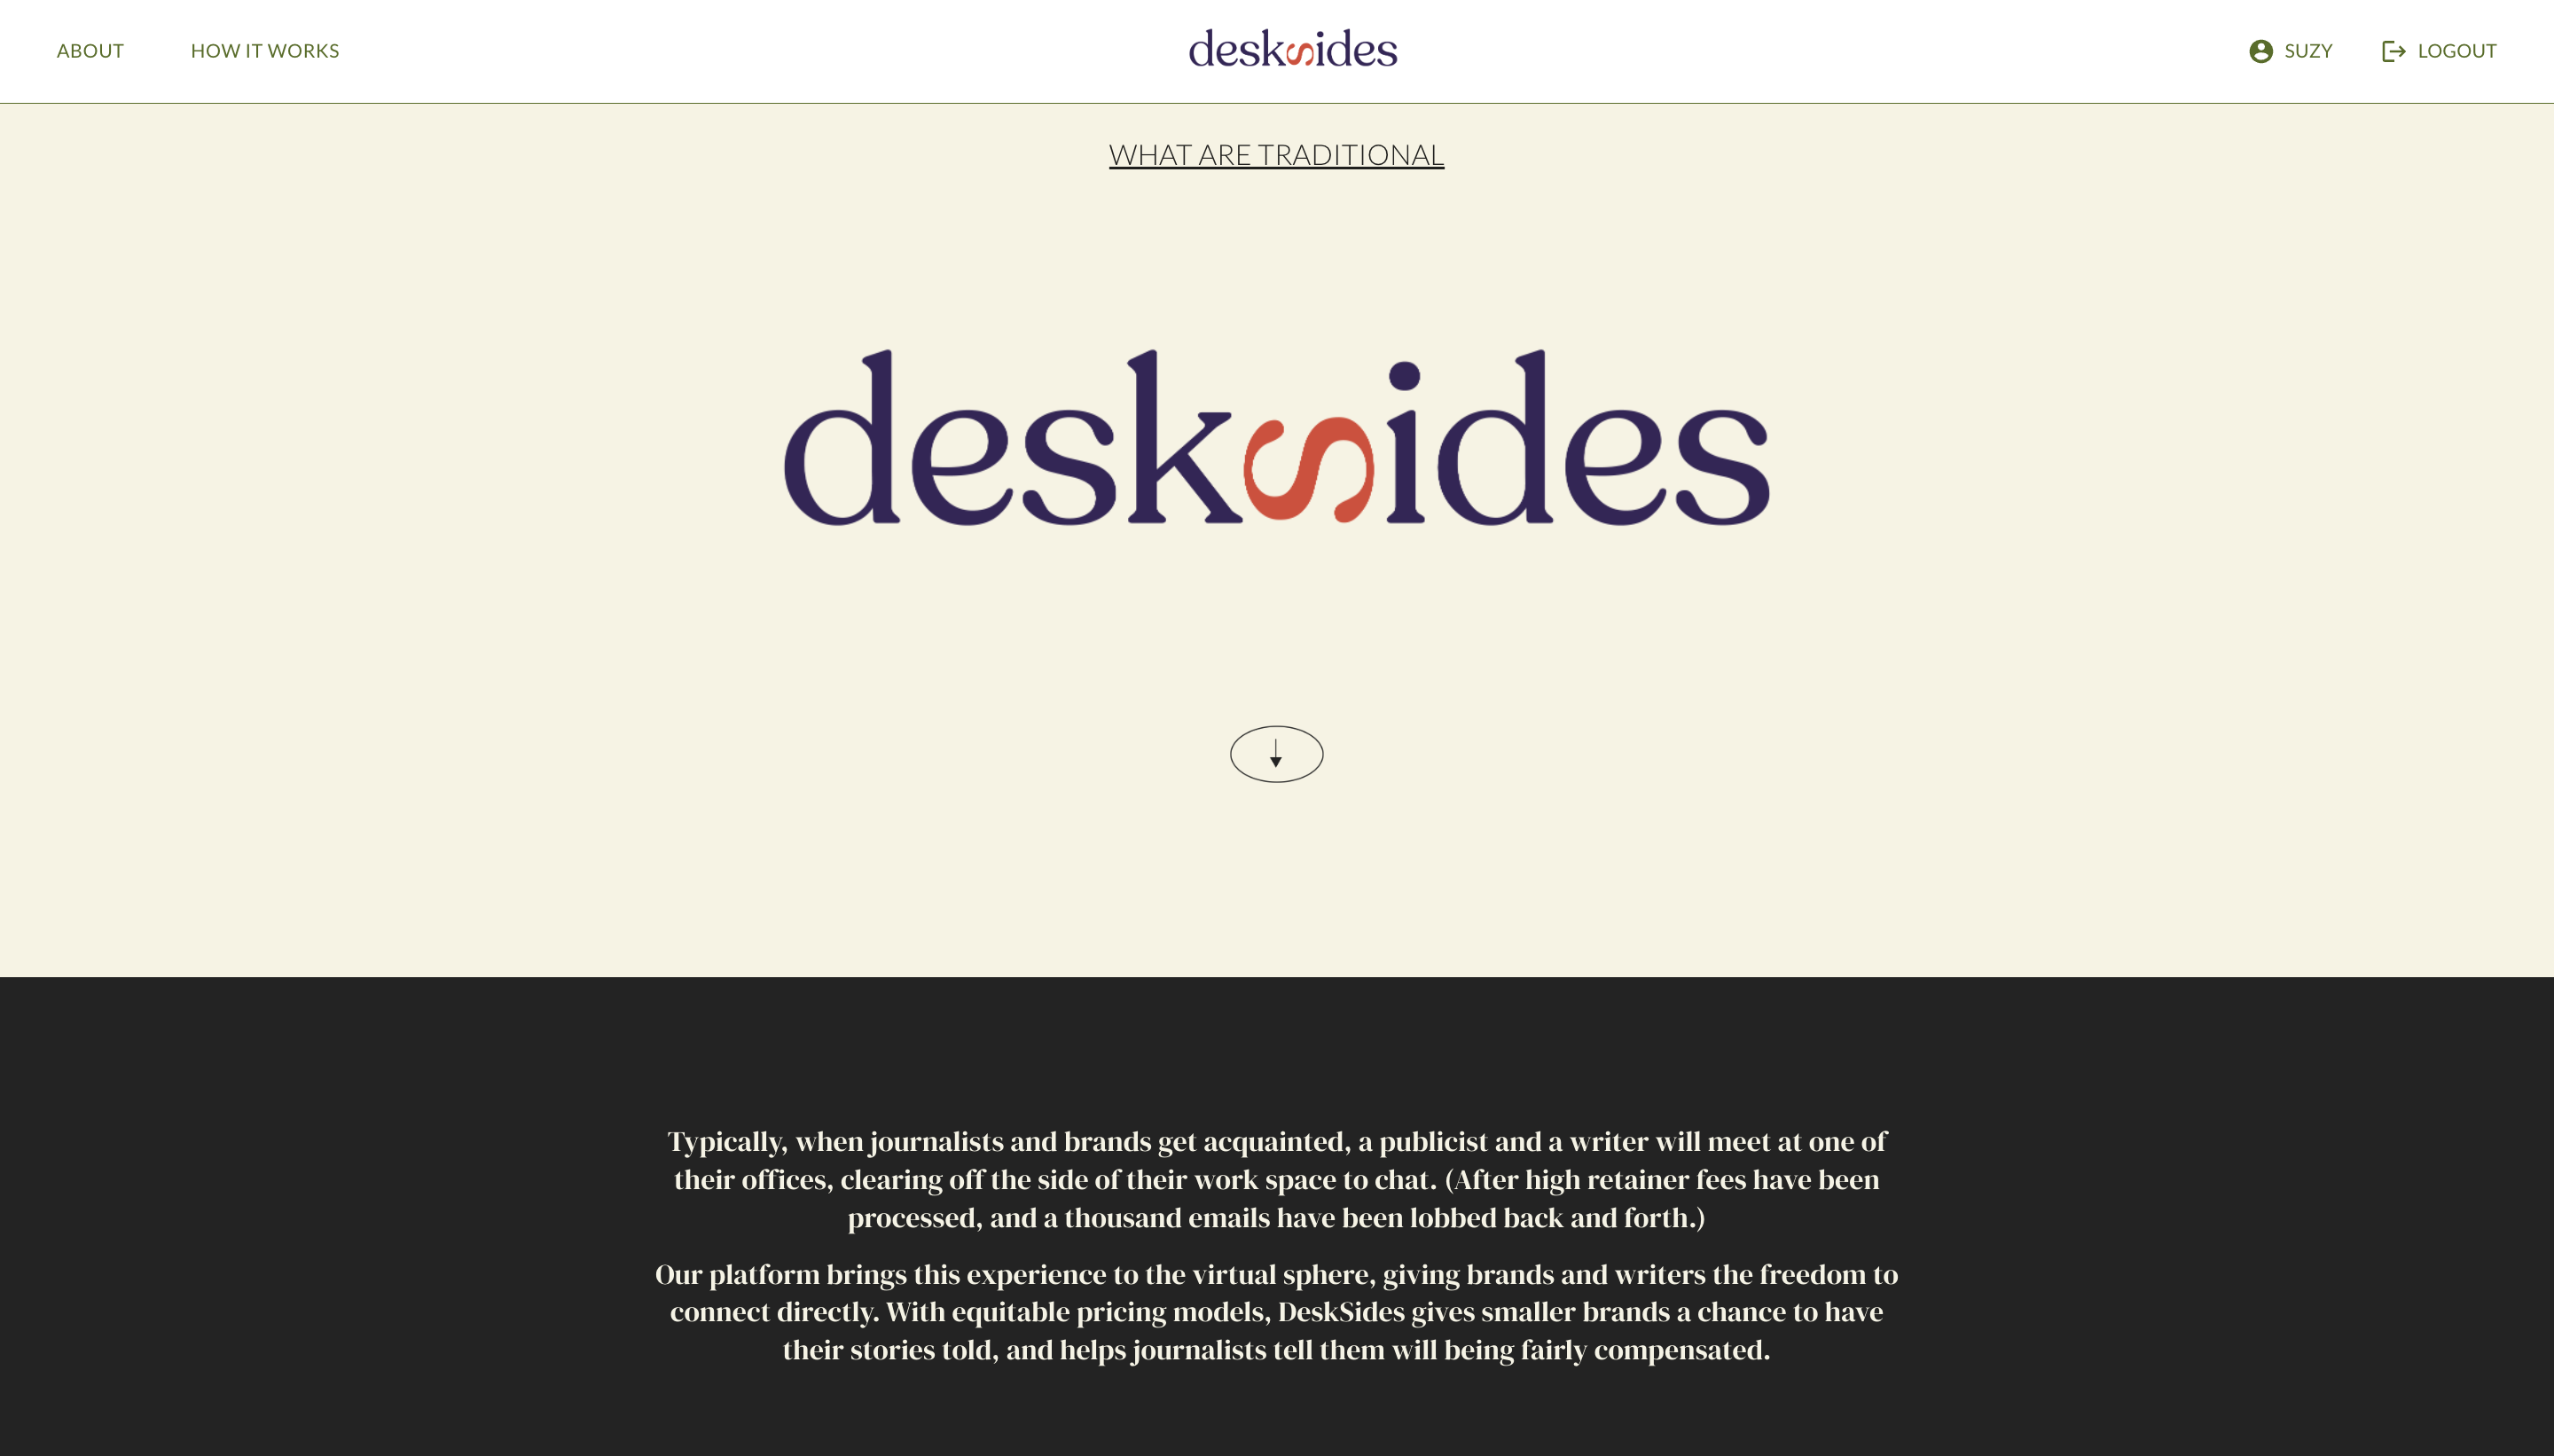 ABOUT
HOW IT WORKS
desksides
SUZY
LOGOUT
WHAT ARE TRADITIONAL
desksides
Typically, when journalists and brands get acquainted, a publicist and a writer will meet at one of
their offices, clearing off the side of their work space to chat. (After high retainer fees have been
processed, and a thousand emails have been lobbed back and forth.)
Our platform brings this experience to the virtual sphere, giving brands and writers the freedom to
connect directly. With equitable pricing models, DeskSides gives smaller brands a chance to have
their stories told, and helps journalists tell them will being fairly compensated.